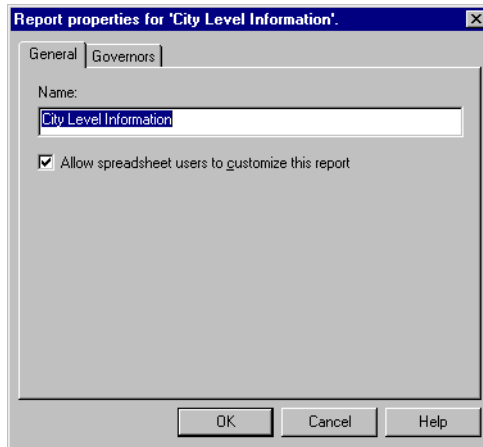 Report properties for 'City Level Information'.
General Governors
Name:
City Level Information
Allow spreadsheet users to customize this report
OK Cancel Help